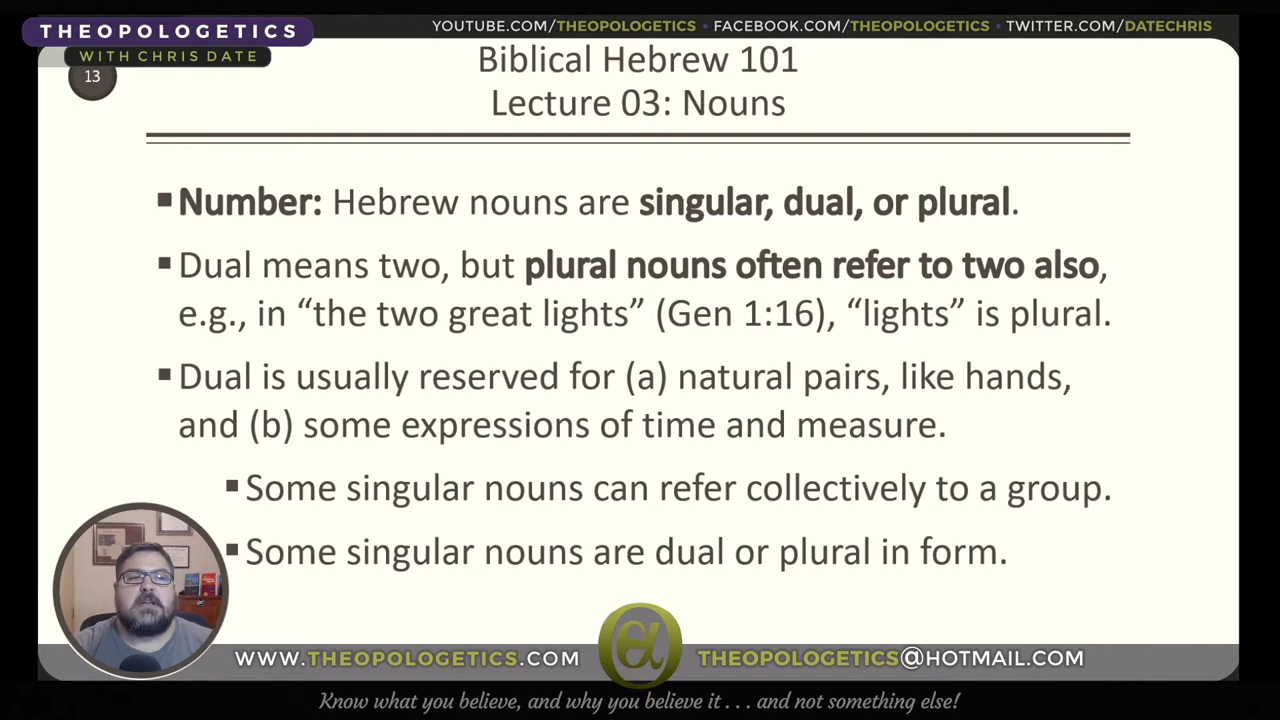 THEOPOLOGETICS
WITH CHRIS DATE
YOUTUBE.COM/THEOPOLOGETICS • FACEBOOK.COM/THEOPOLOGETICS • TWITTER.COM/DATECHRIS
13
Biblical Hebrew 101
Lecture 03: Nouns
▪Number: Hebrew nouns are singular, dual, or plural.
▪Dual means two, but plural nouns often refer to two also,
e.g., in “the two great lights” (Gen 1:16), “lights” is plural.
▪Dual is usually reserved for (a) natural pairs, like hands,
and (b) some expressions of time and measure.
▪Some singular nouns can refer collectively to a group.
▪Some singular nouns are dual or plural in form.
WWW.THEOPOLOGETICS.COM
THEOPOLOGETICS@HOTMAIL.COM
Know what you believe, and why you believe it . . . and not something else!